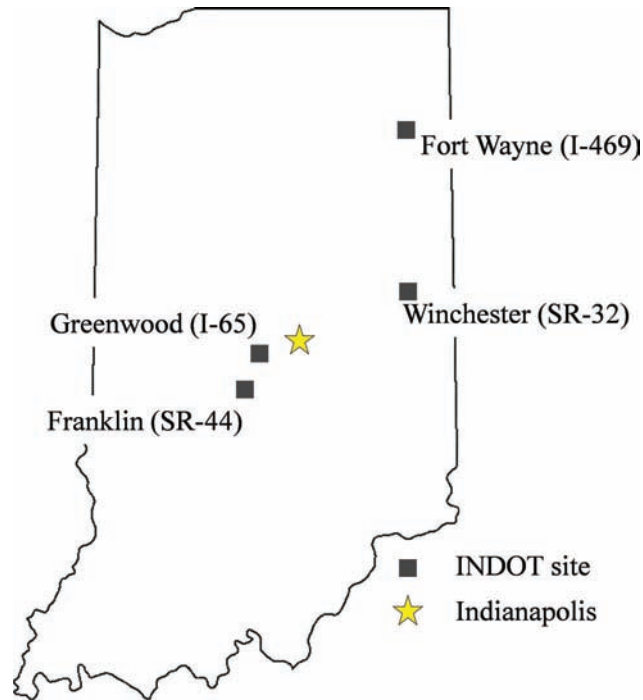 Fort Wayne (I-469)
Winchester (SR-32)
Greenwood (I-65)
Franklin (SR-44)
INDOT site
Indianapolis